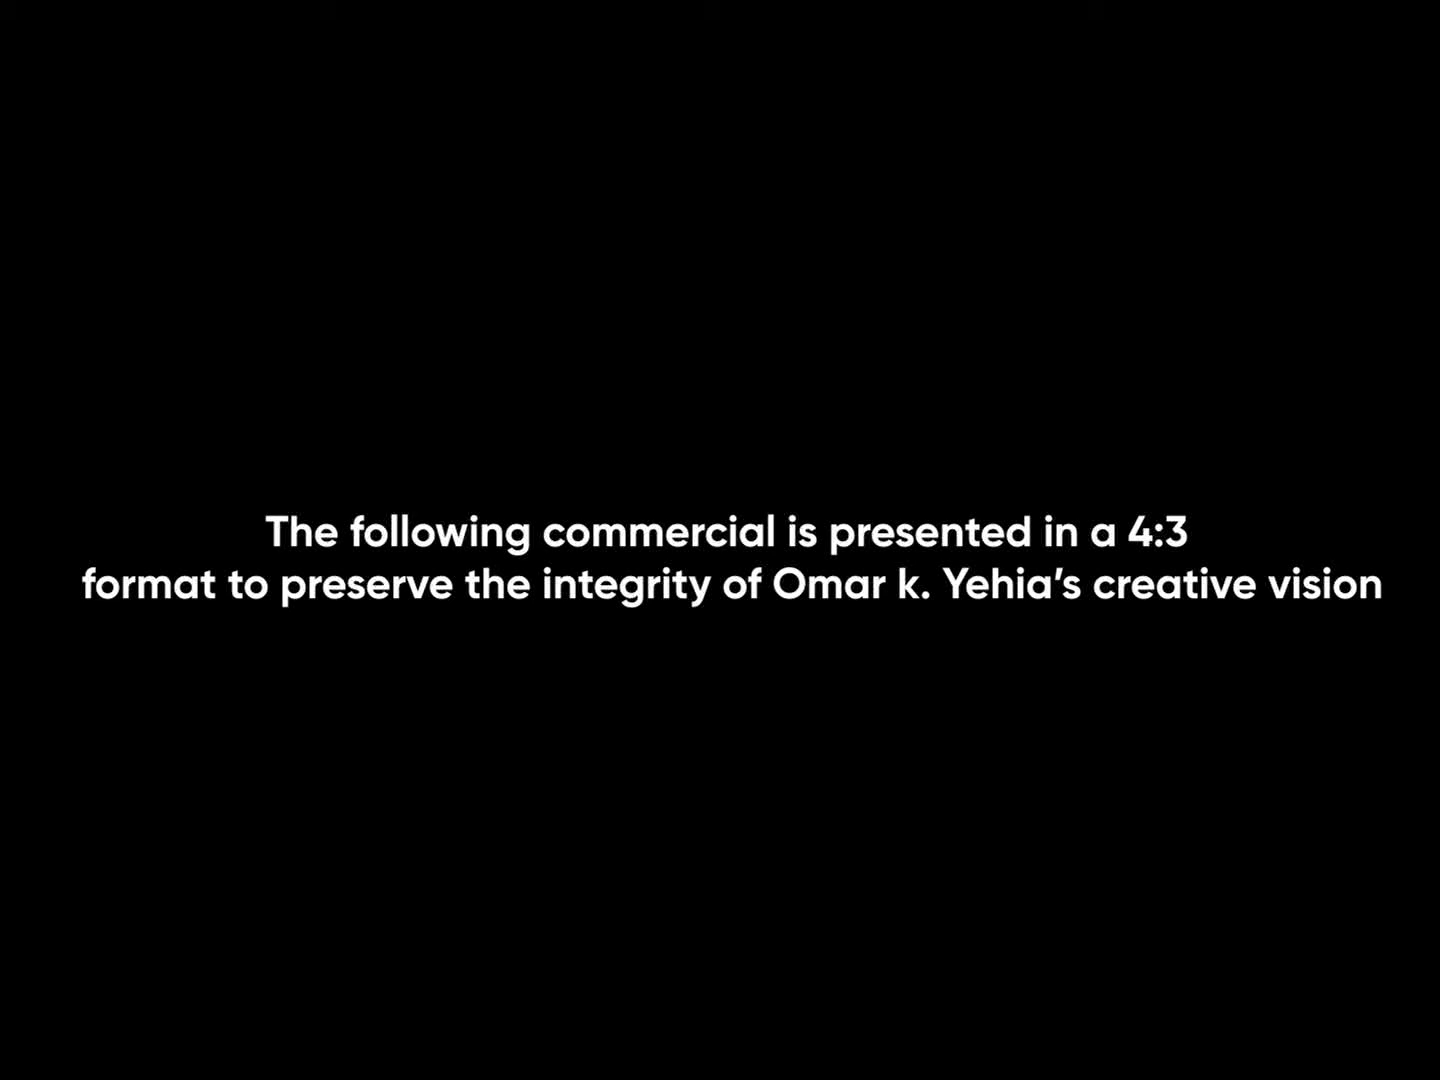 The following commercial is presented in a 4:3
format to preserve the integrity of Omar k. Yehia’s creative vision